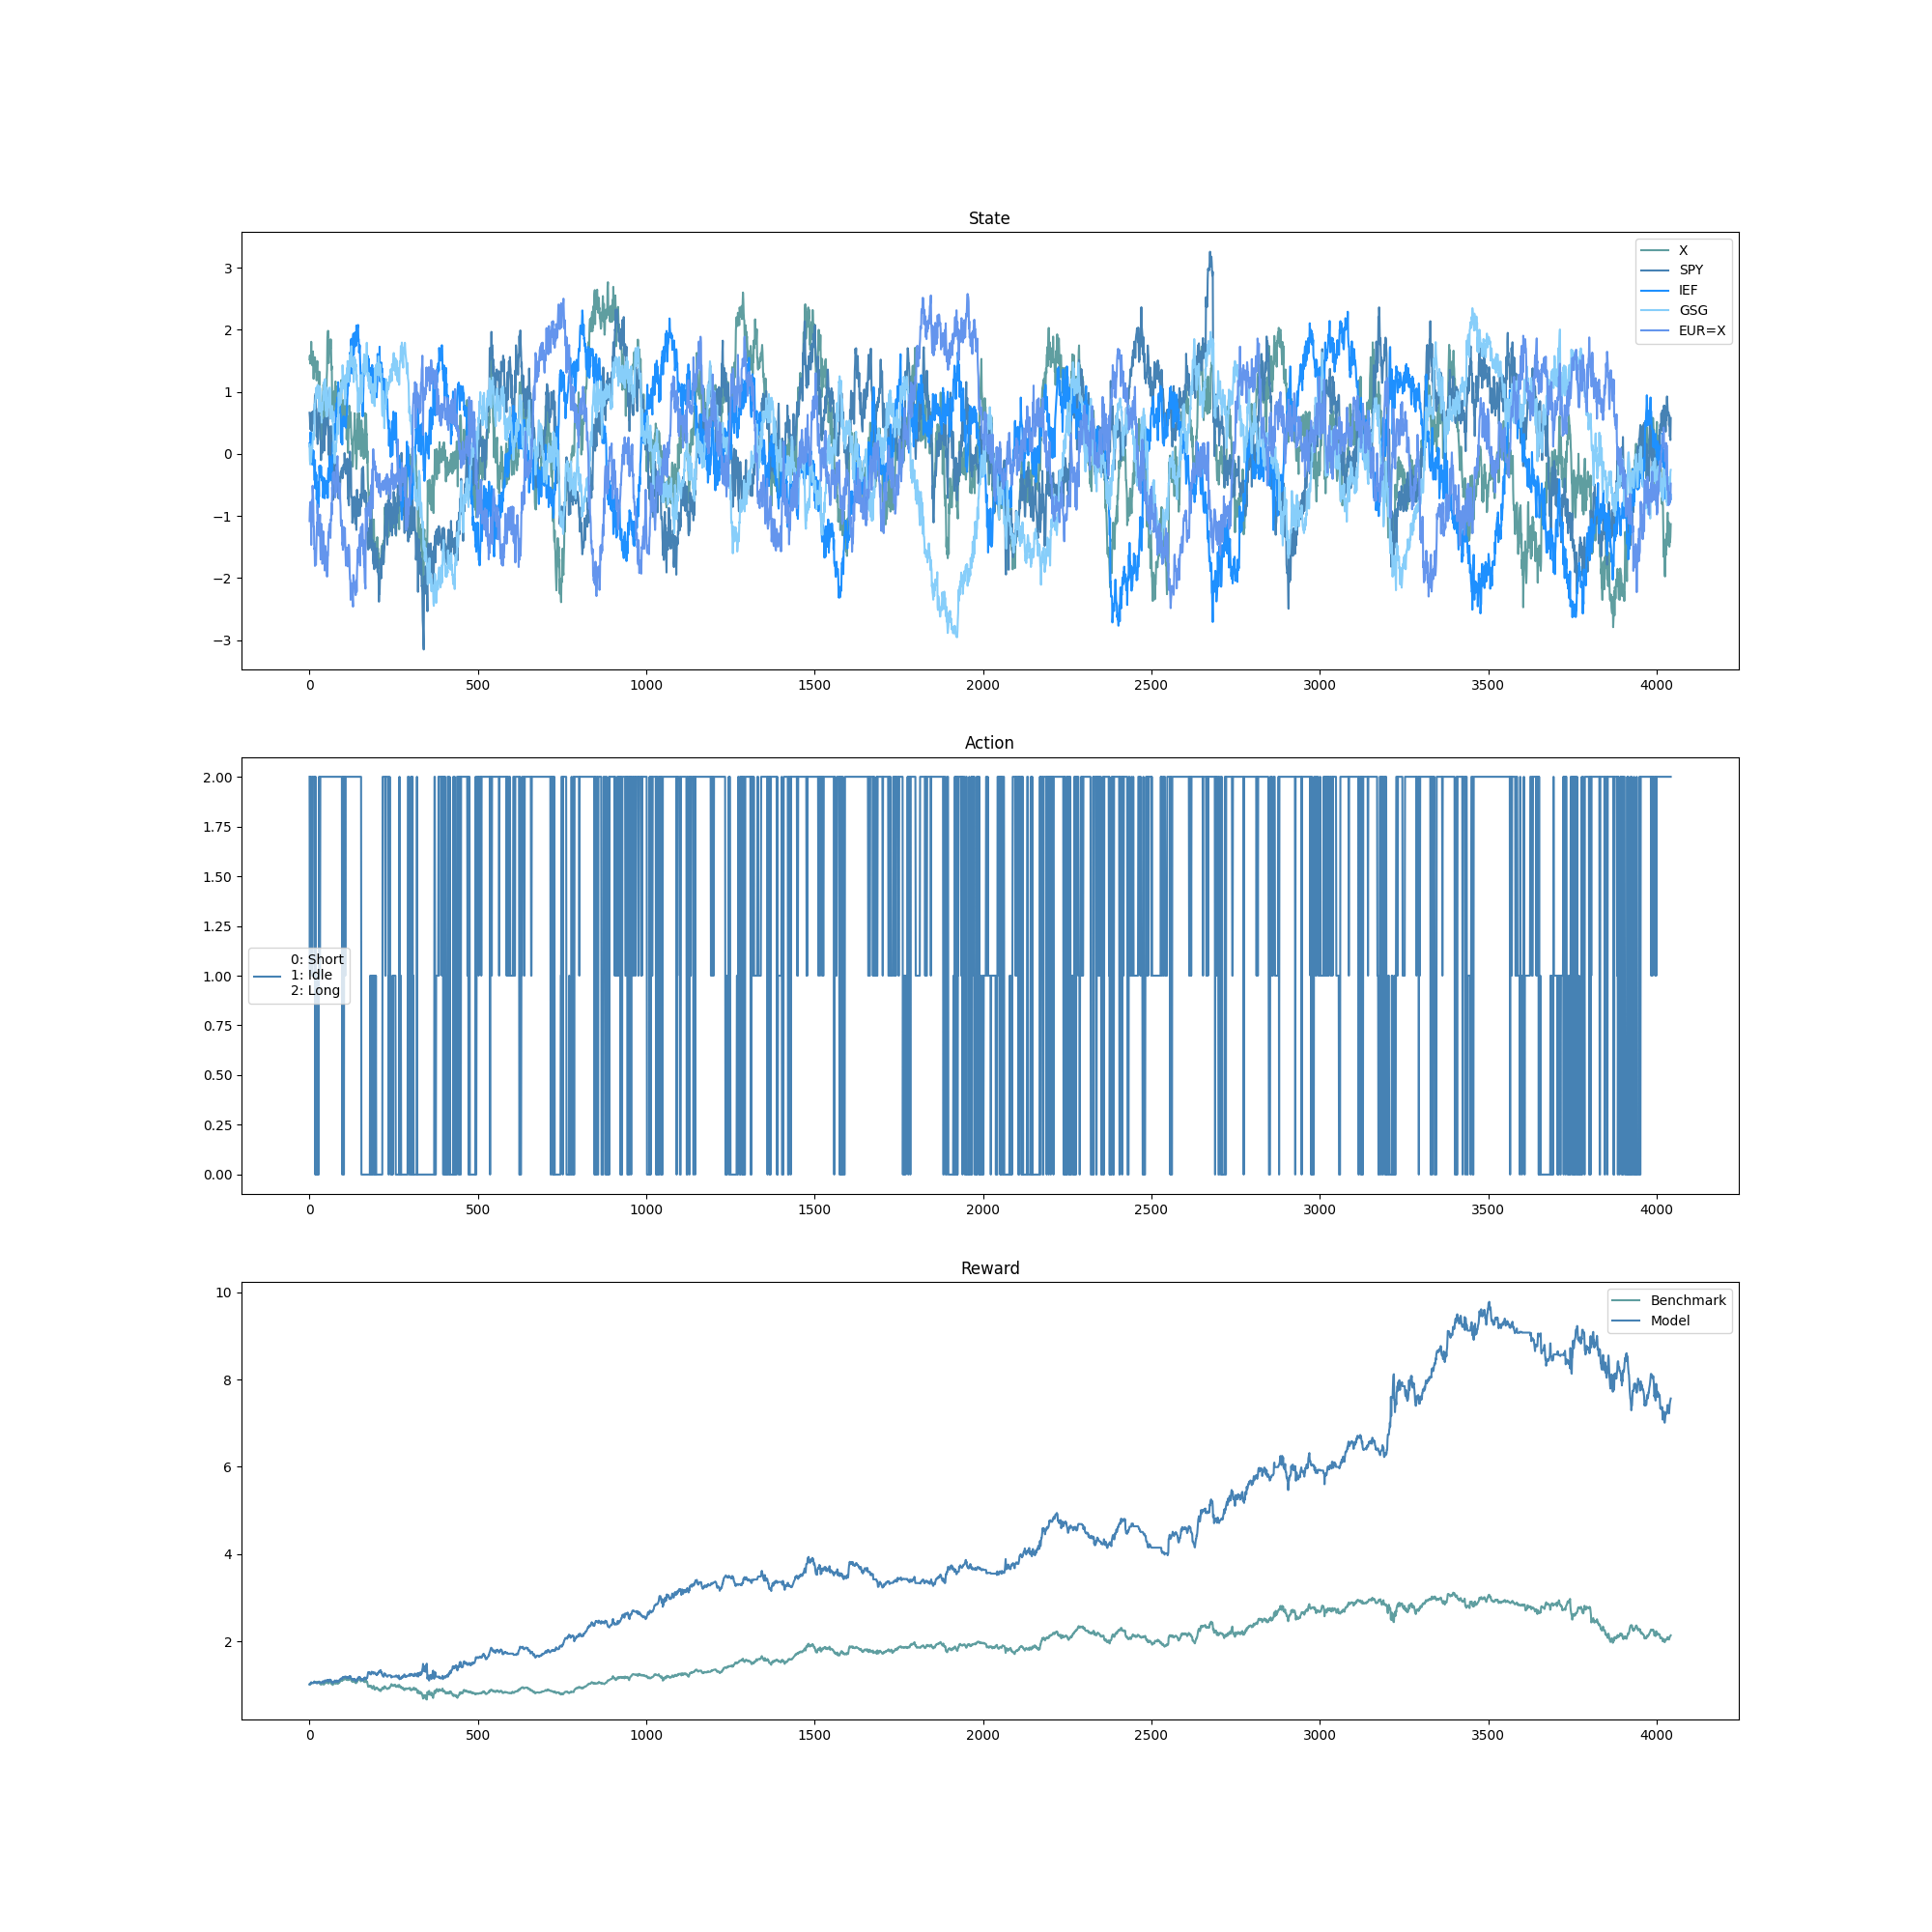 State
3
2
1
0
−1
−2
−3
X
SPY
IEF
GSG
EUR=X
0 500 1000 1500 2000 2500 3000 3500 4000
Action
2.00
1.75
1.50
1.25
1.00
0.75
0.50
0.25
0.00
0: Short
1: Idle
2: Long
0 500 1000 1500 2000 2500 3000 3500 4000
Reward
10
8
6
4
2
Benchmark
Model
0 500 1000 1500 2000 2500 3000 3500 4000